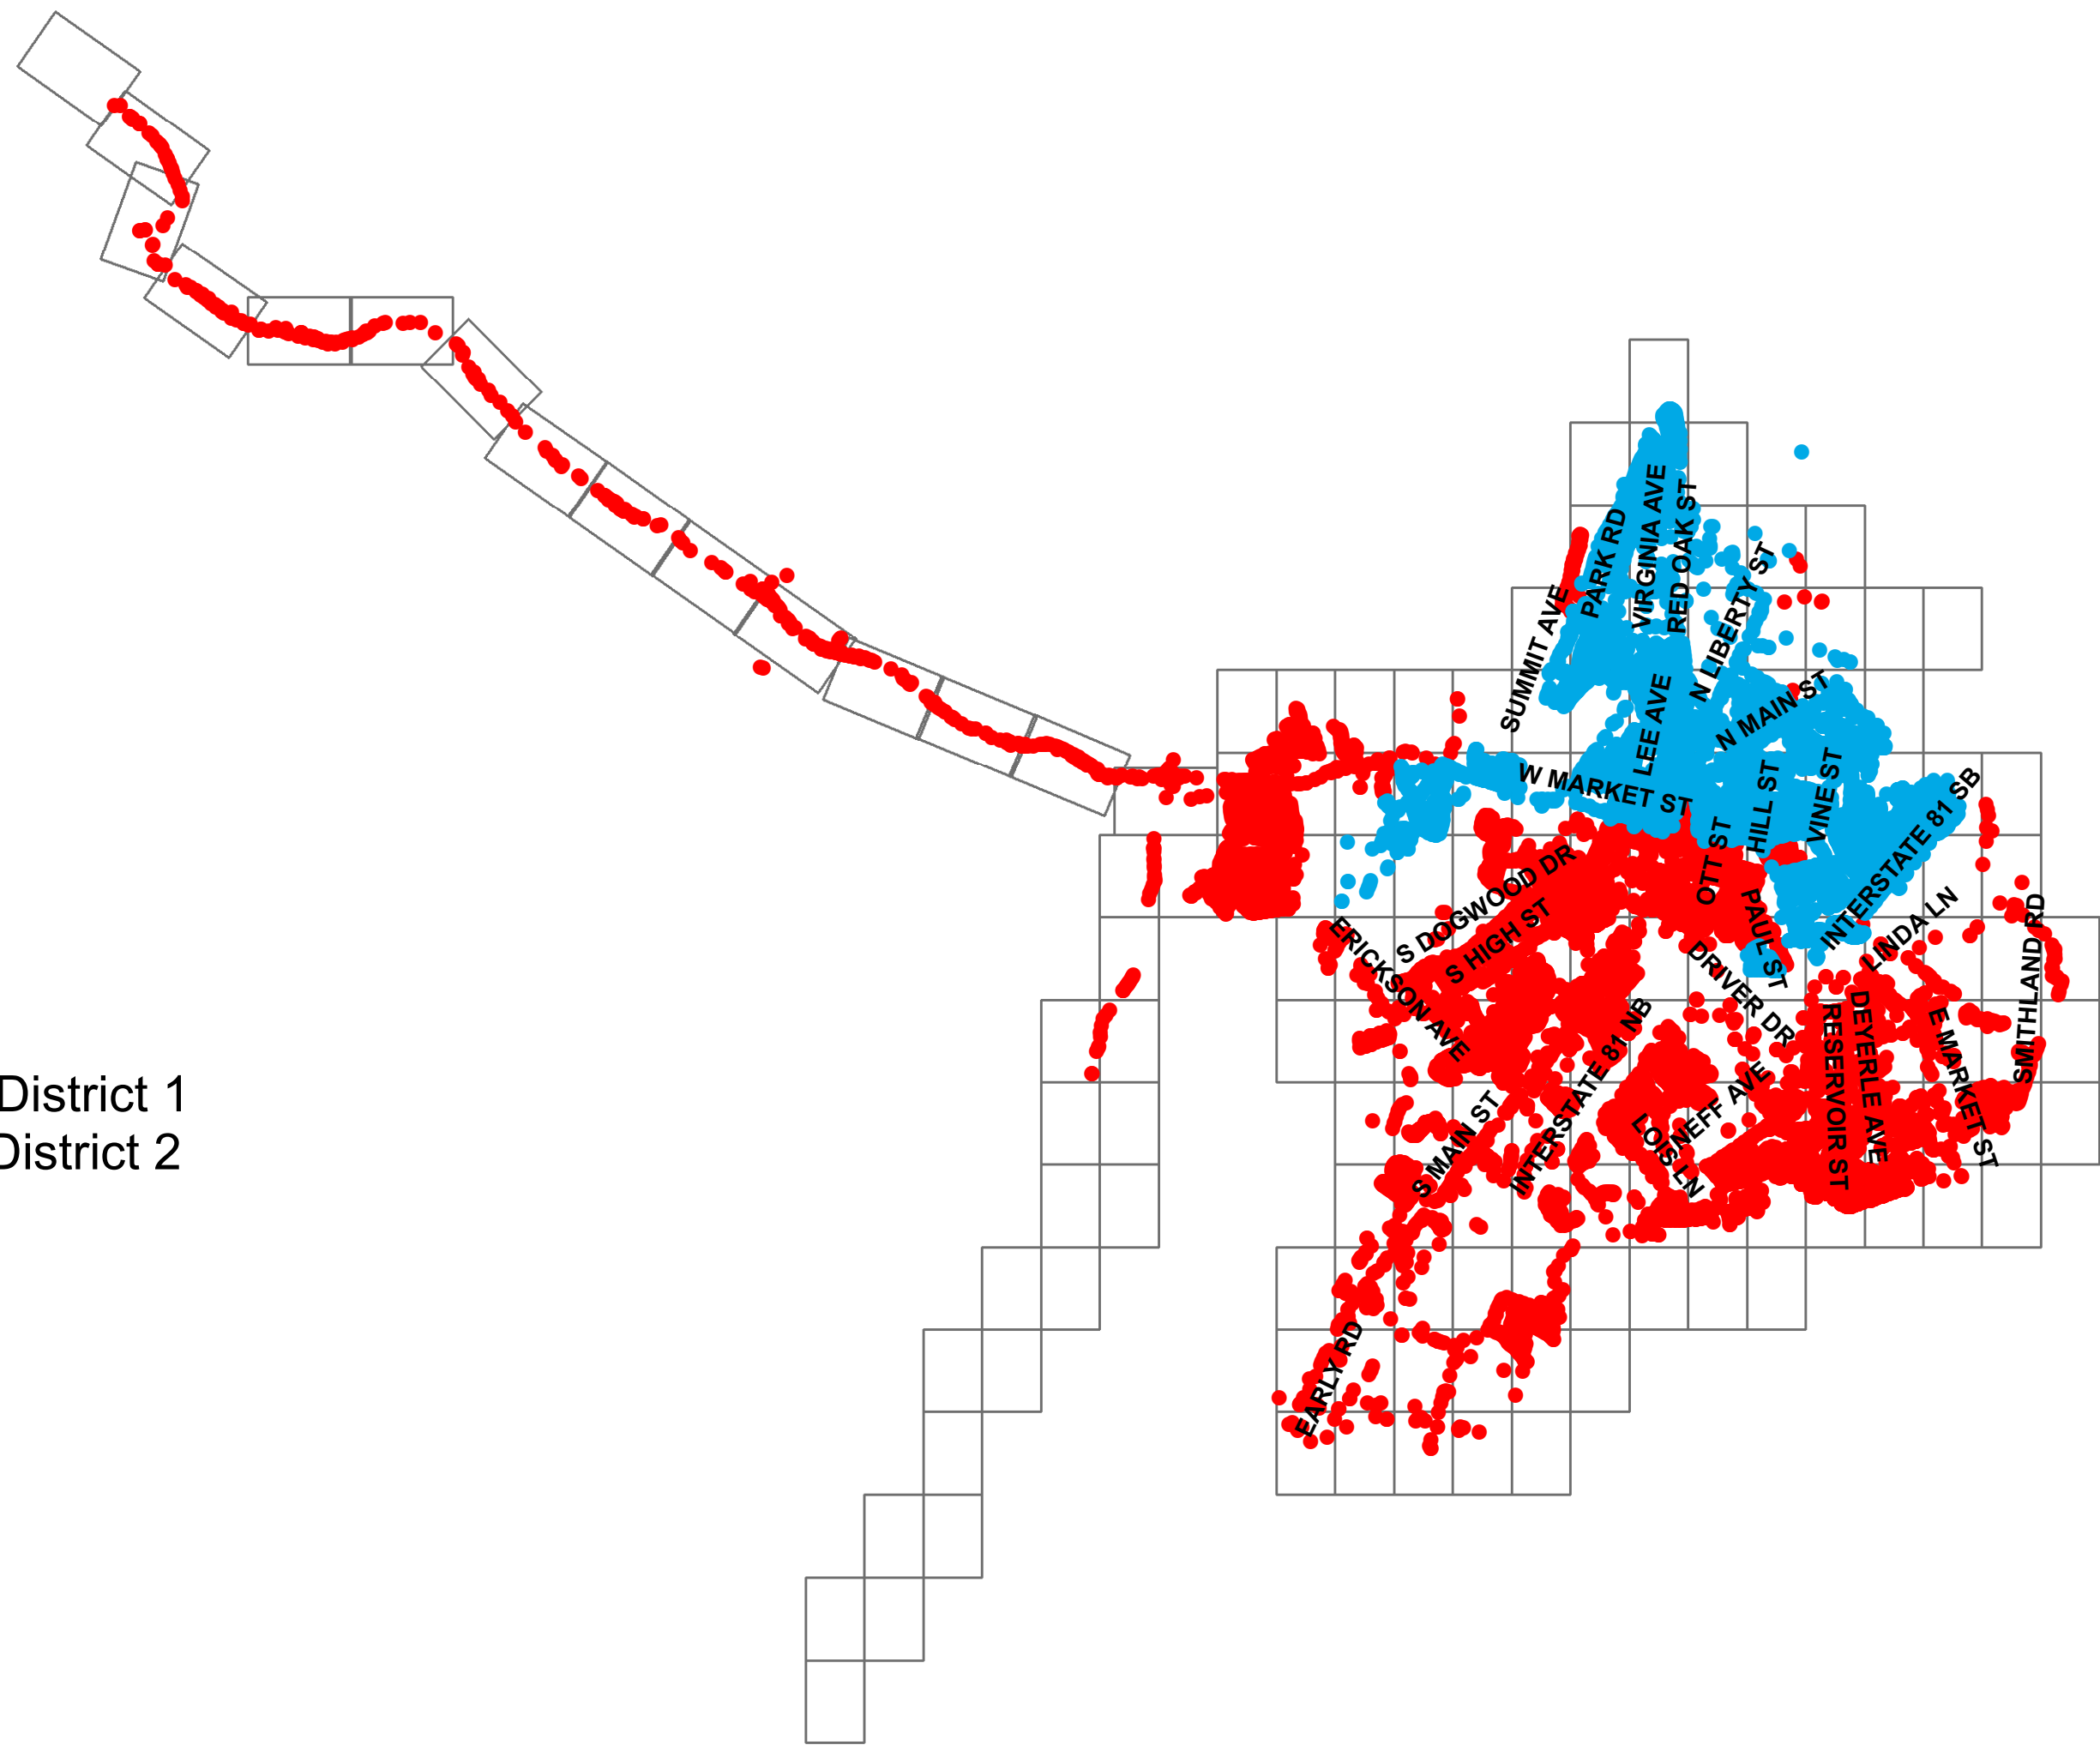 VIRGINIA AVE
RED OAK ST
PARK RD
N LIBERTY ST
SUMMIT AVE
N MAIN ST
LEE AVE
W MARKET ST
HILL ST
VINE ST
INTERSTATE 81 SB
OTT ST
S DOGWOOD DR
S HIGH ST
PAUL ST
LINDA LN
SMITHLAND RD
ERICKSON AVE
DRIVER DR
DEYERLE AVE
RESERVOIR ST
E MARKET ST
INTERSTATE 81 NB
NEFF AVE
LOIS LN
S MAIN ST
District 1
District 2
EARLY RD